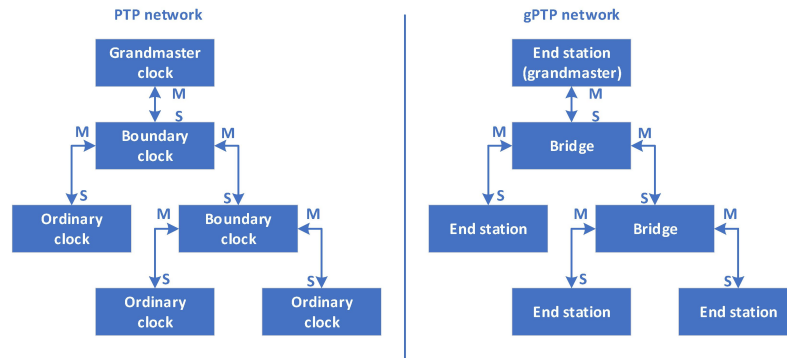 PTP network
Grandmaster
clock
M
S
M
Boundary
clock
M
S
S
Ordinary
clock
M
Boundary
clock
M
S
S
Ordinary
clock
Ordinary
clock
gPTP network
End station
(grandmaster)
M
S
M
Bridge
M
S
S
End station
M
Bridge
M
S
S
End station
End station